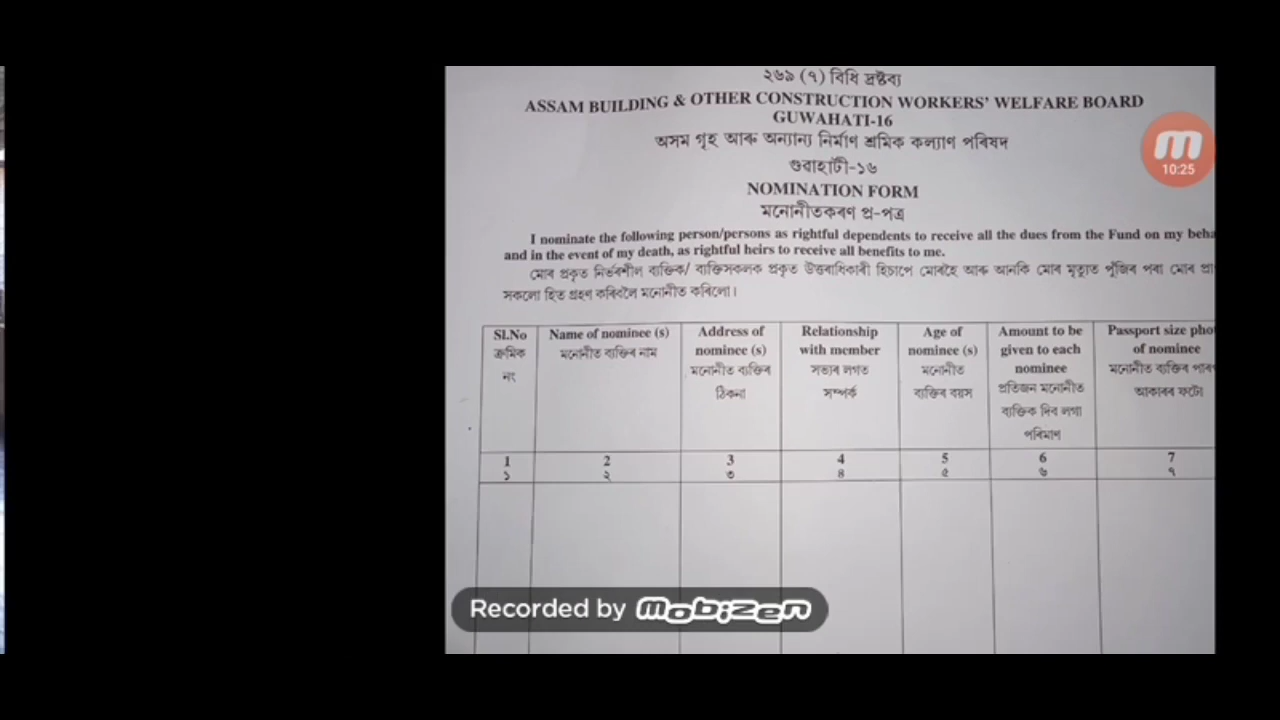 ২৬৯ (৭) বিধি দ্ৰষ্টব্য
ASSAM BUILDING & OTHER CONSTRUCTION WORKERS' WELFARE BOARD
GUWAHATI-16
অসম গৃহ আৰু অন্যান্য নিৰ্মাণ শ্ৰমিক কল্যাণ পৰিষদ
গুৱাহাটী-১৬
NOMINATION FORM
মনোনীতকৰণ প্ৰ-পত্ৰ
I nominate the following person/persons as rightful dependents to receive all the dues from the Fund on my beha
and in the event of my death, as rightful heirs to receive all benefits to me.
মোৰ প্ৰকৃত নিৰ্ভৰশীল ব্যক্তিক/ ব্যক্তিসকলক প্ৰকৃত উত্তৰাধিকাৰী হিচাপে মোৰহৈ আৰু আনকি মোৰ মৃত্যুত পুঁজিৰ পৰা মোৰ প্ৰা
সকলো হিত গ্ৰহণ কৰিবলৈ মনোনীত কৰিলো।
Sl.No
ক্ৰমিক
নং
Name of nominee (s)
মনোনীত ব্যক্তিৰ নাম
Address of
nominee (s)
মনোনীত ব্যক্তিৰ
ঠিকনা
Relationship
with member
সভ্যৰ লগত
সম্পৰ্ক
Age of
nominee (s)
মনোনীত
ব্যক্তিৰ বয়স
Amount to be
given to each
nominee
প্ৰতিজন মনোনীত
ব্যক্তিক দিব লগা
পৰিমাণ
Passport size pho
of nominee
মনোনীত ব্যক্তিৰ পাৰ
আকাৰৰ ফটো
1 2 3 4 5 6 7
১ ২ ৩ ৪ ৫ ৬ ৭
10:25
Recorded by mobizen